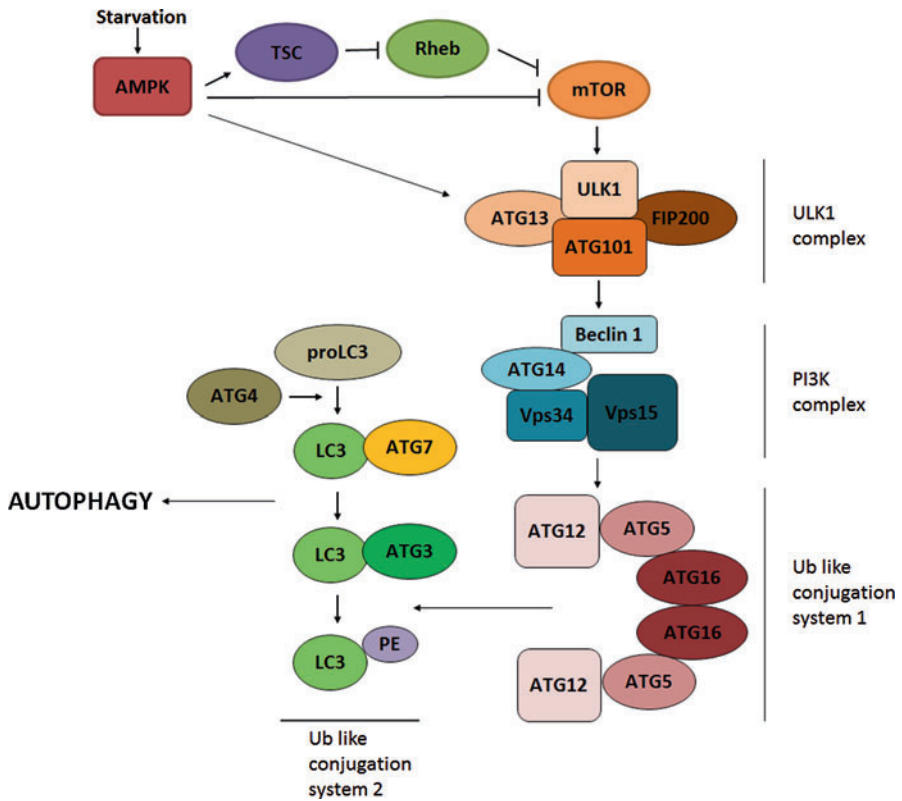 Starvation
TSC
Rheb
AMPK
mTOR
ULK1
ATG13
FIP200
ATG101
ULK1
complex
Beclin 1
proLC3
ATG14
ATG4
Vps34
Vps15
PI3K
complex
LC3
ATG7
AUTOPHAGY
ATG12
ATG5
LC3
ATG3
ATG16
Ub like
conjugation
system 1
ATG16
LC3
PE
ATG12
ATG5
Ub like
conjugation
system 2